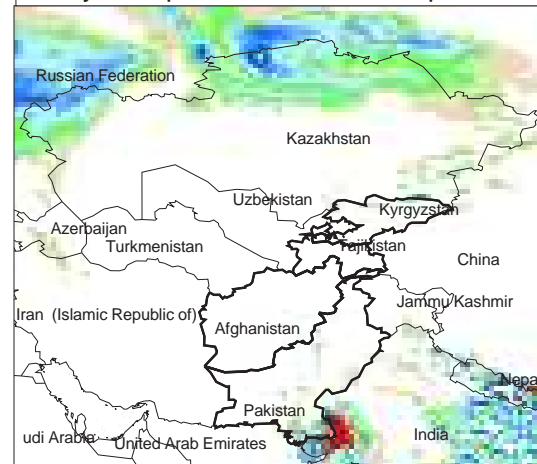 Russian Federation
Kazakhstan
Uzbekistan
Kyrgyzstan
Azerbaijan
Turkmenistan
Tajikistan
China
Iran (Islamic Republic of)
Jammu Kashmir
Afghanistan
Nepa
Pakistan
udi Arabia
United Arab Emirates
India